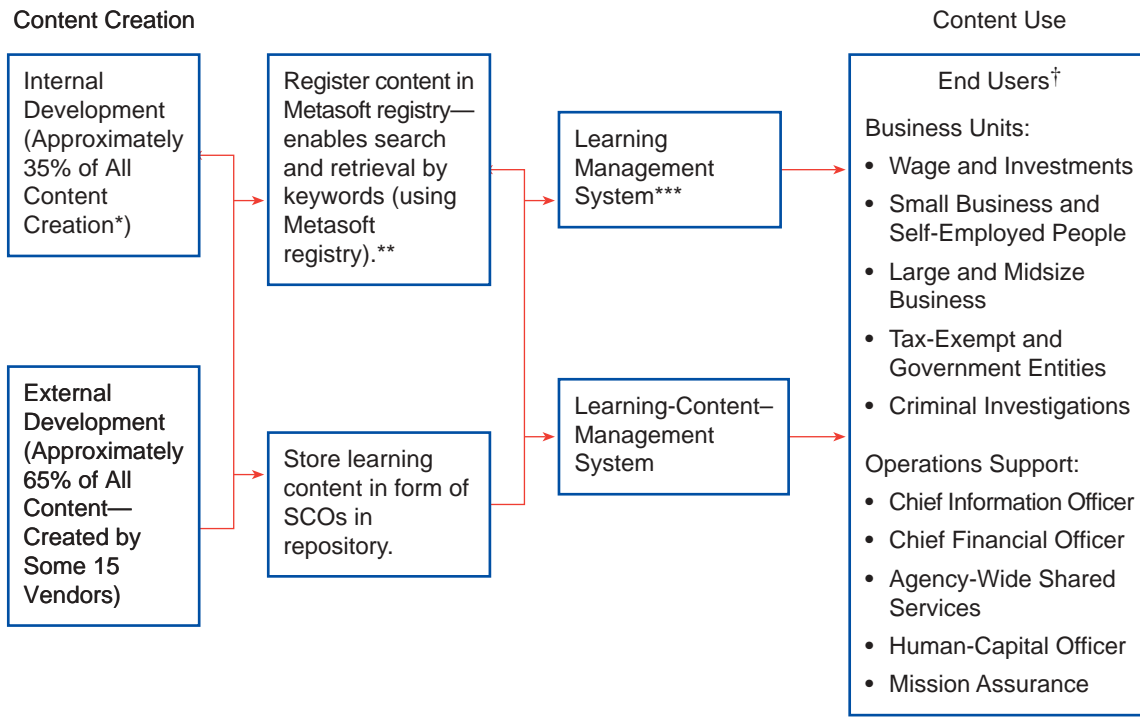 Content Creation
Internal
Development
(Approximately
35% of All
Content
Creation*)
External
Development
(Approximately
65% of All
Content—
Created by
Some 15
Vendors)
Register content in
Metasoft registry—
enables search
and retrieval by
keywords (using
Metasoft
registry).**
Store learning
content in form of
SCOs in
repository.
Learning
Management
System***
Learning-Content–
Management
System
Content Use
End Users†
Business Units:
• Wage and Investments
• Small Business and
Self-Employed People
• Large and Midsize
Business
• Tax-Exempt and
Government Entities
• Criminal Investigations
Operations Support:
• Chief Information Officer
• Chief Financial Officer
• Agency-Wide Shared
Services
• Human-Capital Officer
• Mission Assurance